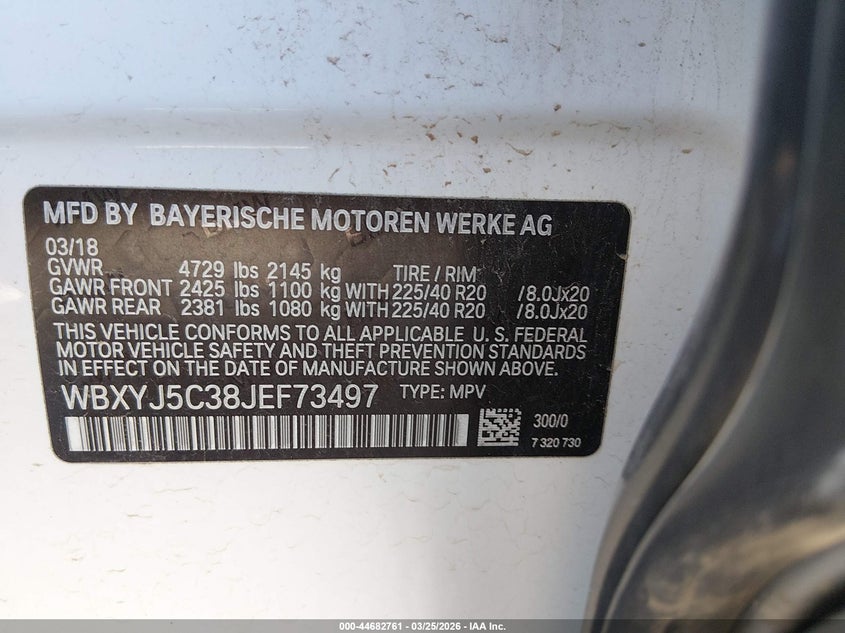 MFD BY BAYERISCHE MOTOREN WERKE AG
03/18
GVWR 4729 lbs 2145 kg TIRE / RIM
GAWR FRONT 2425 lbs 1100 kg WITH 225/40 R20 /8.0Jx20
GAWR REAR 2381 lbs 1080 kg WITH 225/40 R20 /8.0Jx20
THIS VEHICLE CONFORMS TO ALL APPLICABLE U. S. FEDERAL
MOTOR VEHICLE SAFETY AND THEFT PREVENTION STANDARDS
IN EFFECT ON THE DATE OF MANUFACTURE SHOWN ABOVE.
WBXYJ5C38JEF73497 TYPE: MPV
300/0
7 320 730
000-44682761 | 03/25/2026 | IAA Inc.